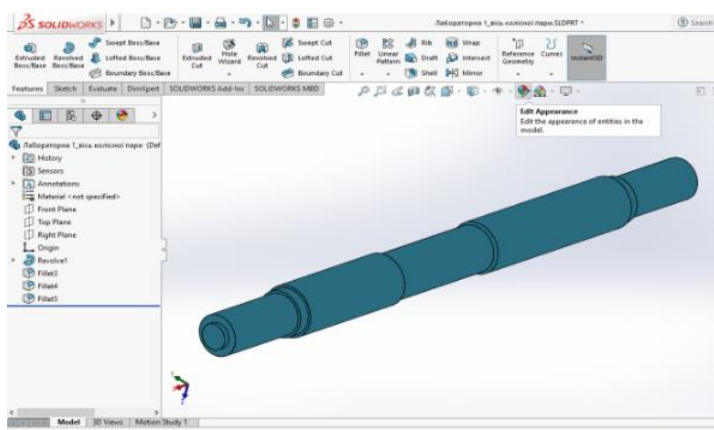 SOLIDWORKS
Лабораторна 1_вісь колісної пари.SLDPRT *
Search
Extruded Boss/Base
Revolved Boss/Base
Swept Boss/Base
Lofted Boss/Base
Boundary Boss/Base
Extruded Cut
Hole Wizard
Revolved Cut
Swept Cut
Lofted Cut
Boundary Cut
Fillet
Linear Pattern
Rib
Draft
Shell
Wrap
Intersect
Mirror
Reference Geometry
Curves
Instant3D
Features Sketch Evaluate DimXpert SOLIDWORKS Add-Ins SOLIDWORKS MBD
Edit Appearance
Edit the appearance of entities in the
model.
Лабораторна 1_вісь колісної пари (Def
History
Sensors
Annotations
Material <not specified>
Front Plane
Top Plane
Right Plane
Origin
Revolve1
Fillet3
Fillet4
Fillet5
Model 3D Views Motion Study 1